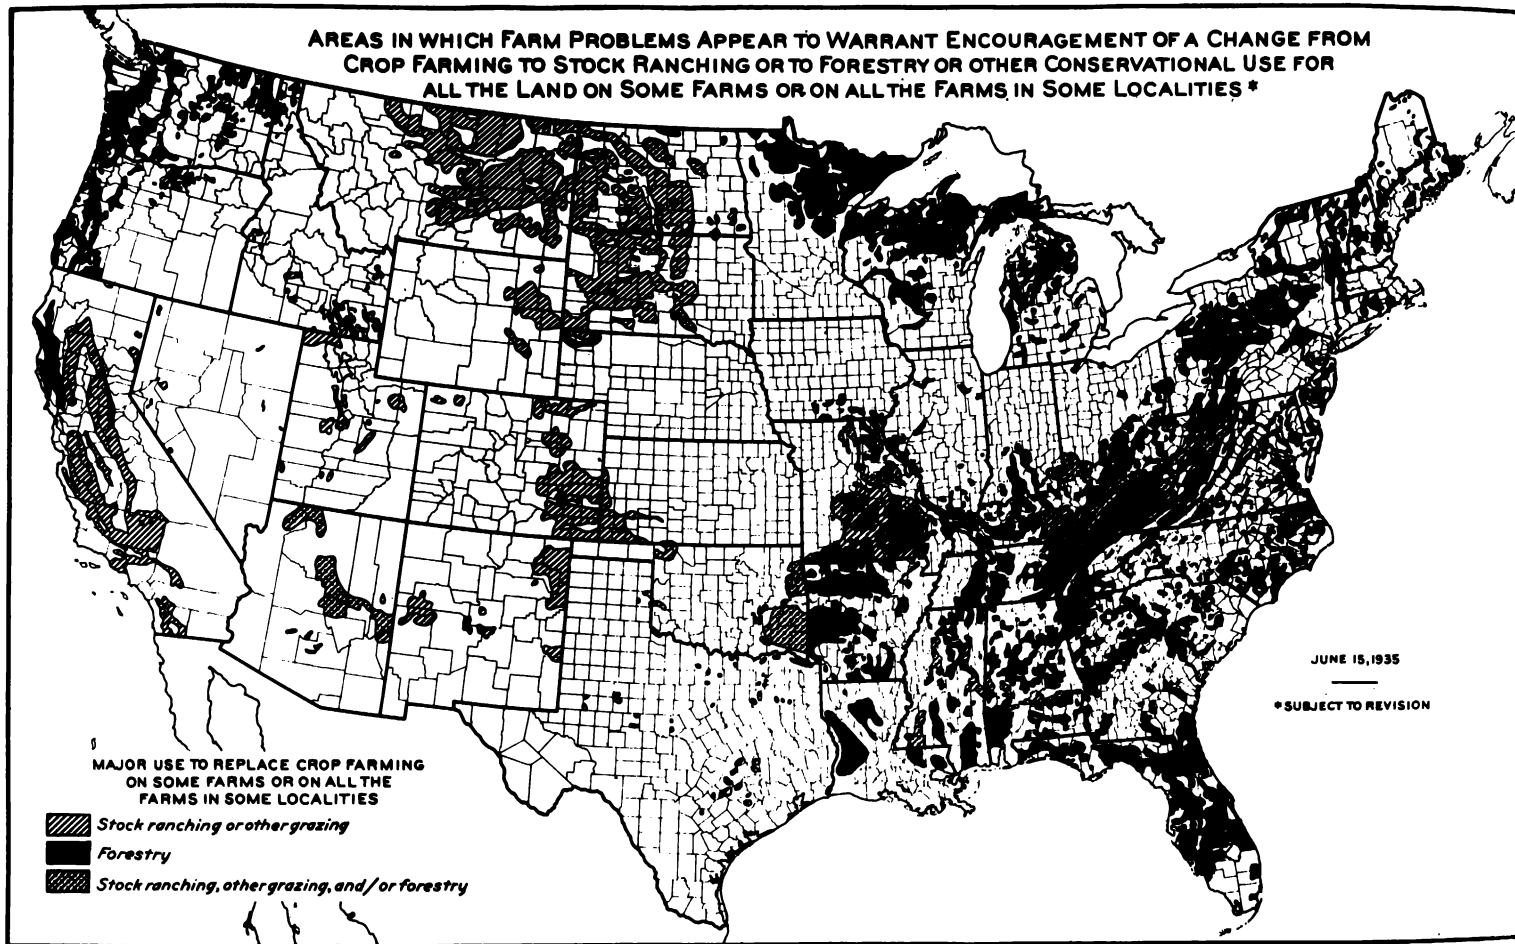 AREAS IN WHICH FARM PROBLEMS APPEAR TO WARRANT ENCOURAGEMENT OF A CHANGE FROM
CROP FARMING TO STOCK RANCHING OR TO FORESTRY OR OTHER CONSERVATIONAL USE FOR
ALL THE LAND ON SOME FARMS OR ON ALL THE FARMS IN SOME LOCALITIES*
JUNE 15, 1935
*SUBJECT TO REVISION
MAJOR USE TO REPLACE CROP FARMING
ON SOME FARMS OR ON ALL THE
FARMS IN SOME LOCALITIES
Stock ranching or other grazing
Forestry
Stock ranching, other grazing, and/or forestry